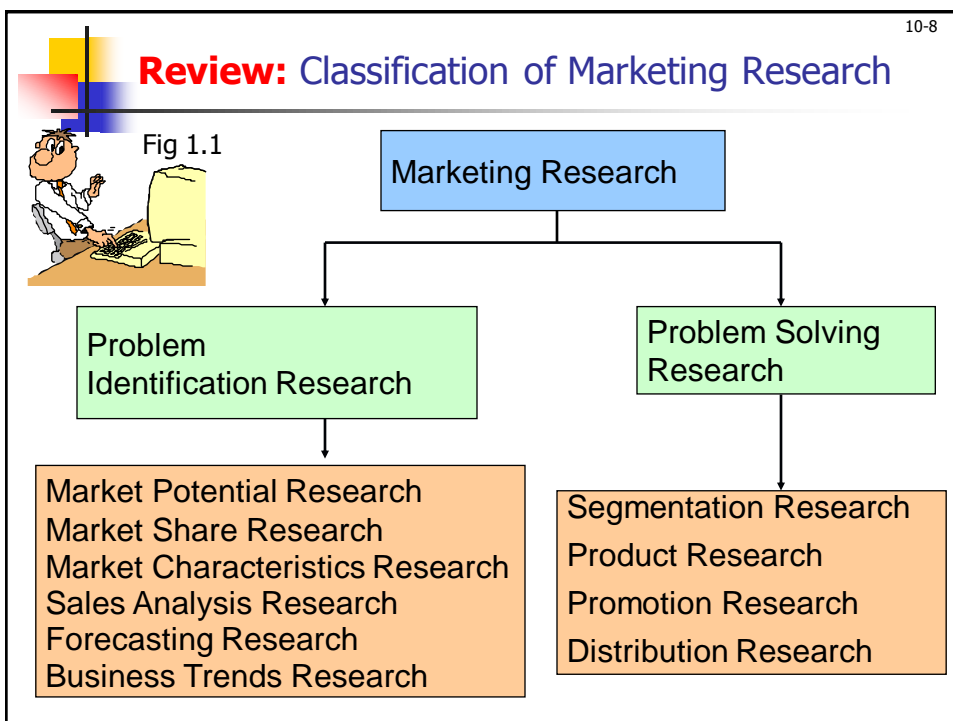 10-8
Review: Classification of Marketing Research
Fig 1.1
Marketing Research
Problem
Identification Research
Problem Solving
Research
Market Potential Research
Market Share Research
Market Characteristics Research
Sales Analysis Research
Forecasting Research
Business Trends Research
Segmentation Research
Product Research
Promotion Research
Distribution Research